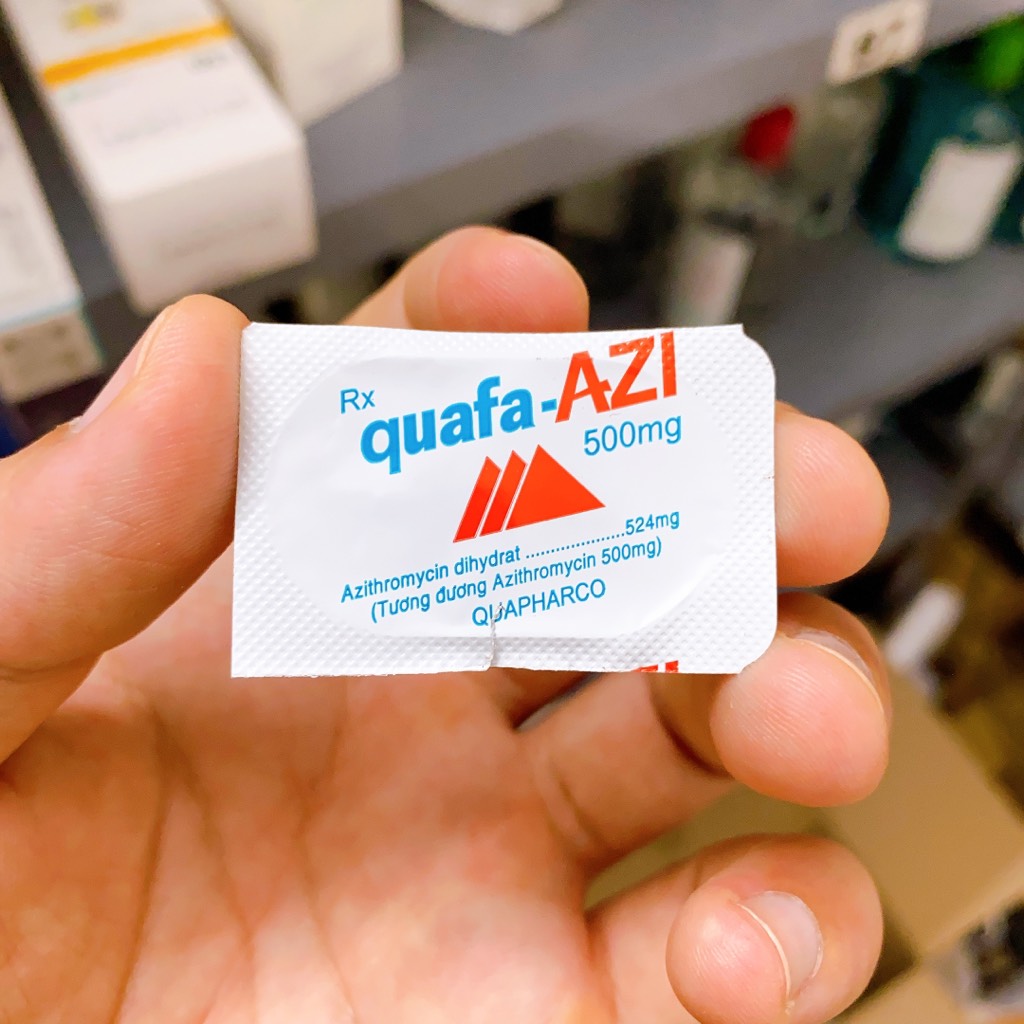 Rx
quafa-AZI
500mg
Azithromycin dihydrat ....................524mg
(Tương đương Azithromycin 500mg)
QUAPHARCO